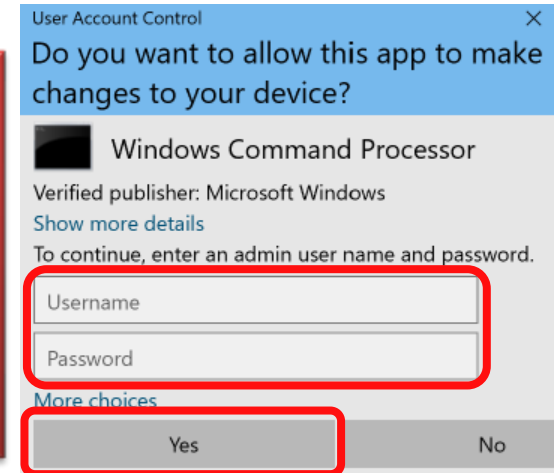 User Account Control
Do you want to allow this app to make
changes to your device?
Windows Command Processor
Verified publisher: Microsoft Windows
Show more details
To continue, enter an admin user name and password.
Username
Password
More choices
Yes
No